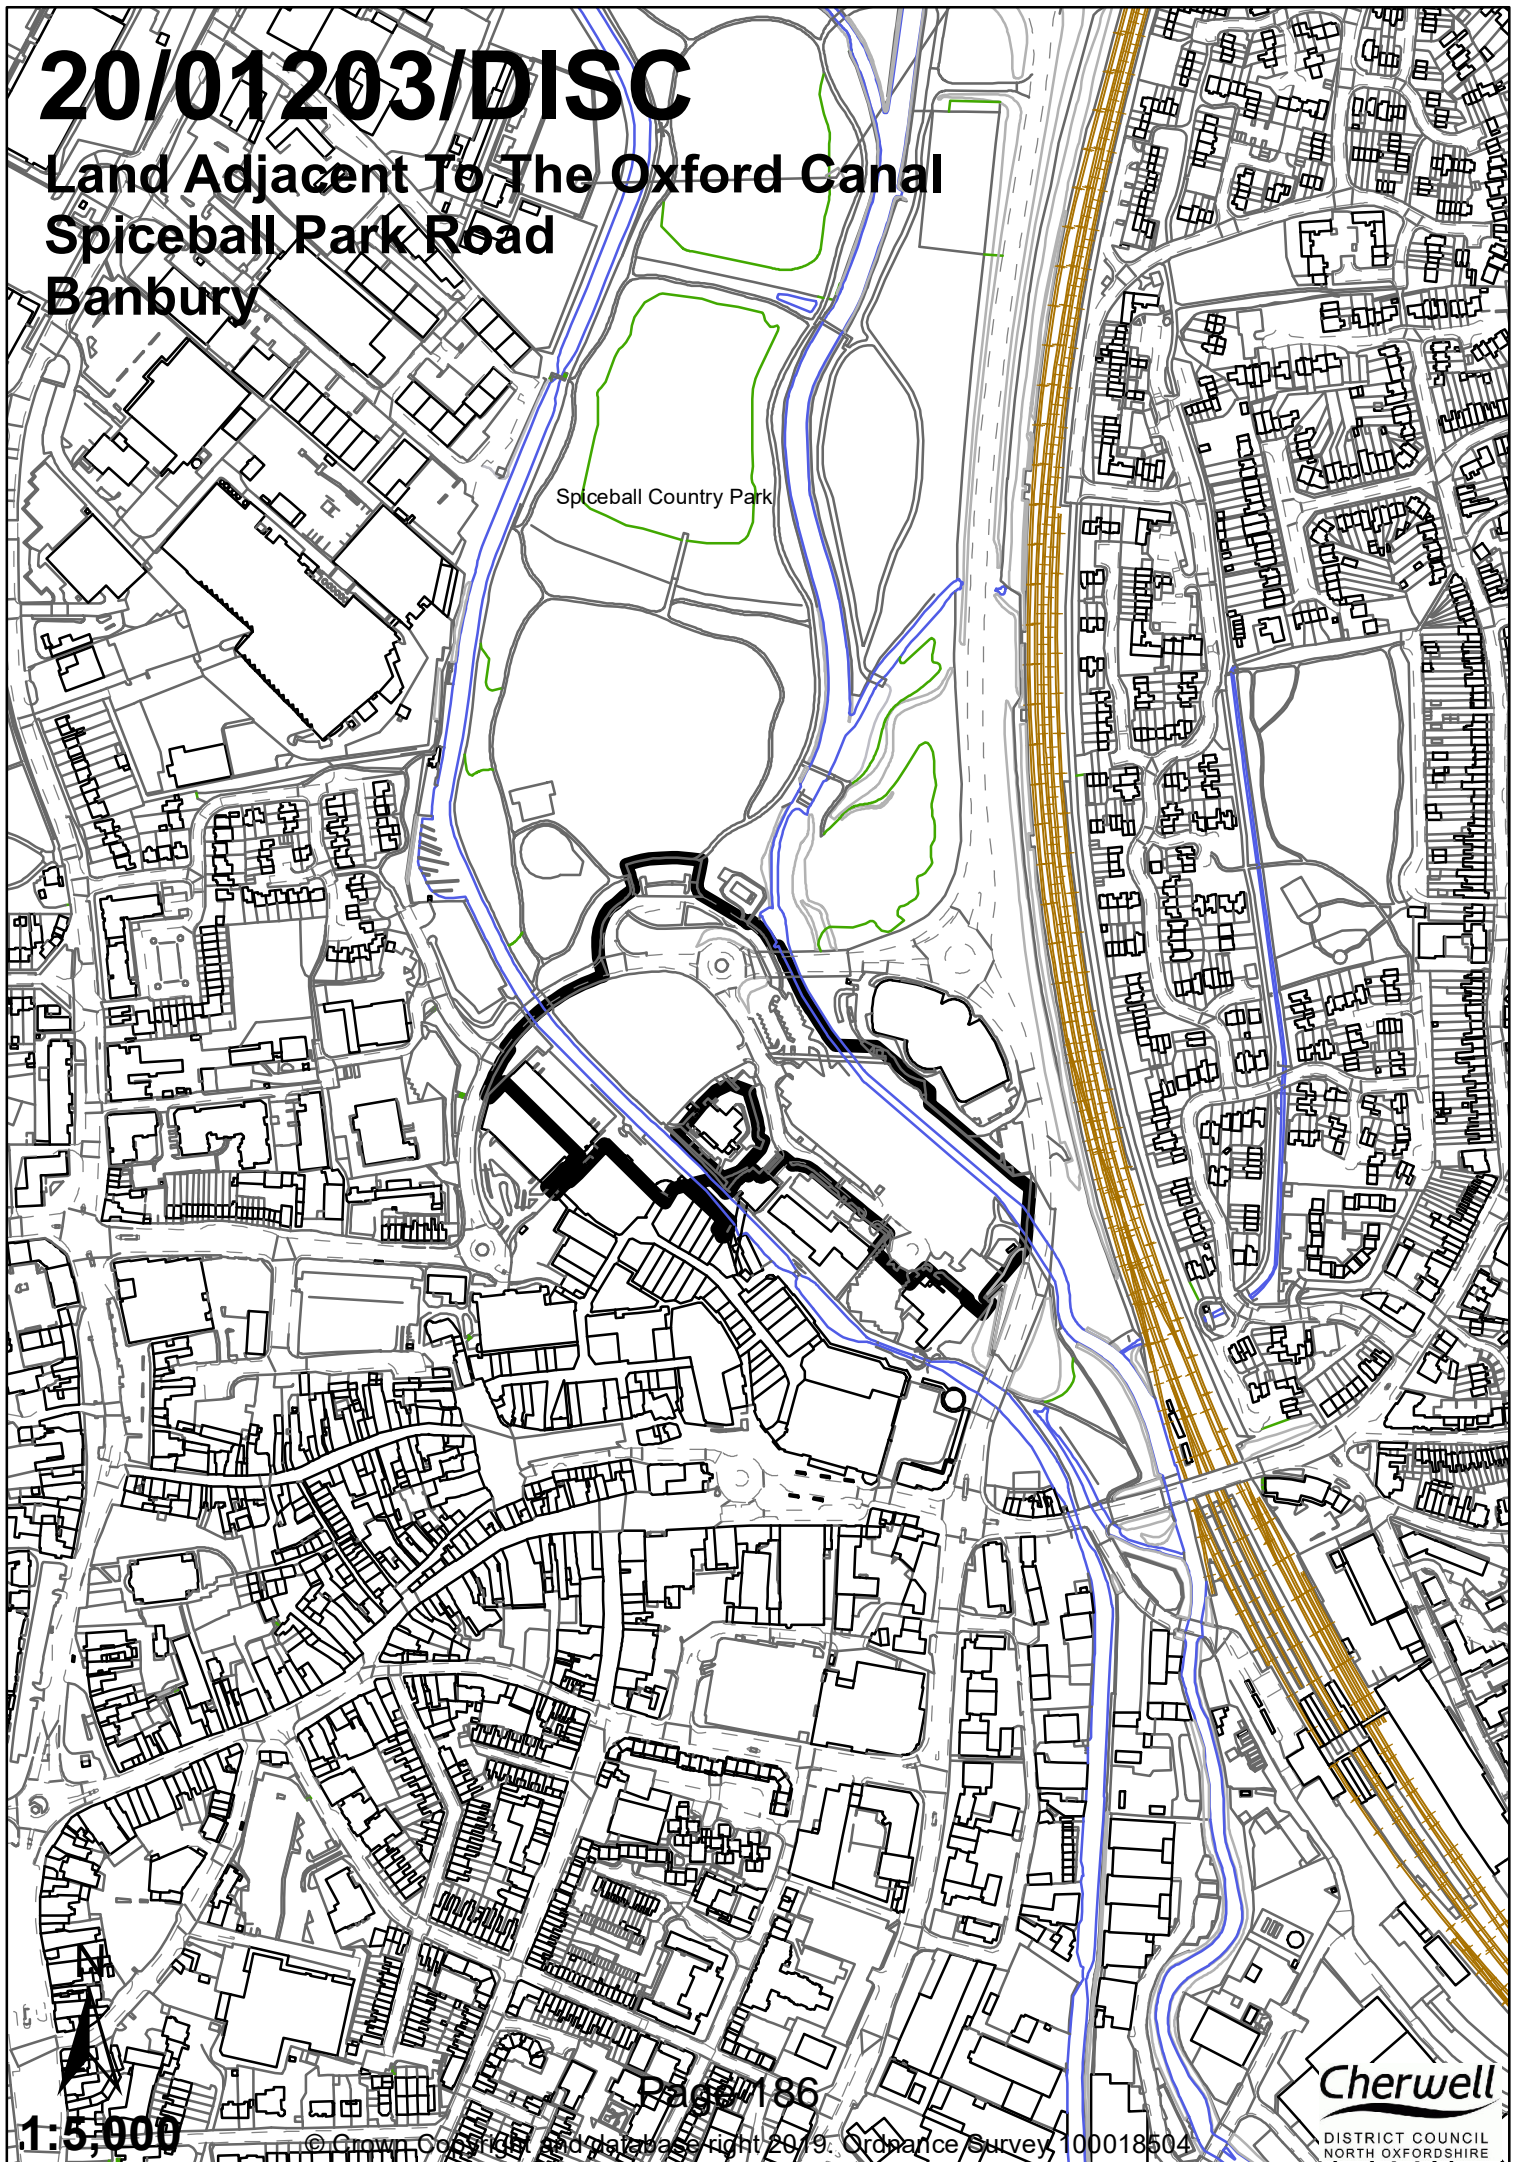 20/01203/DISC
Land Adjacent To The Oxford Canal
Spiceball Park Road
Banbury
Spiceball Country Park
N
1:5,000
Page 186
© Crown Copyright and database right 2019. Ordnance Survey 100018504
Cherwell
DISTRICT COUNCIL
NORTH OXFORDSHIRE